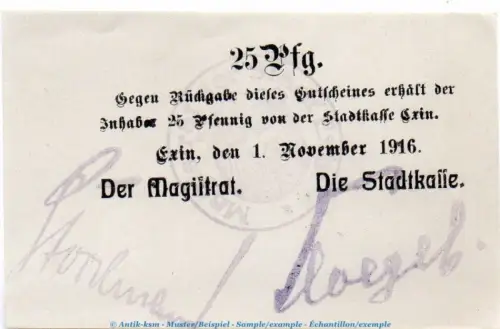 25 Pfg.
Gegen Rückgabe dieses Gutscheines erhält der
Inhaber 25 Pfennig von der Stadtkasse Exin.
Exin, den 1. November 1916.
Der Magistrat. Die Stadtkasse.
© Antik-ksm - Muster/Beispiel - Sample/example - Échantillon/exemple